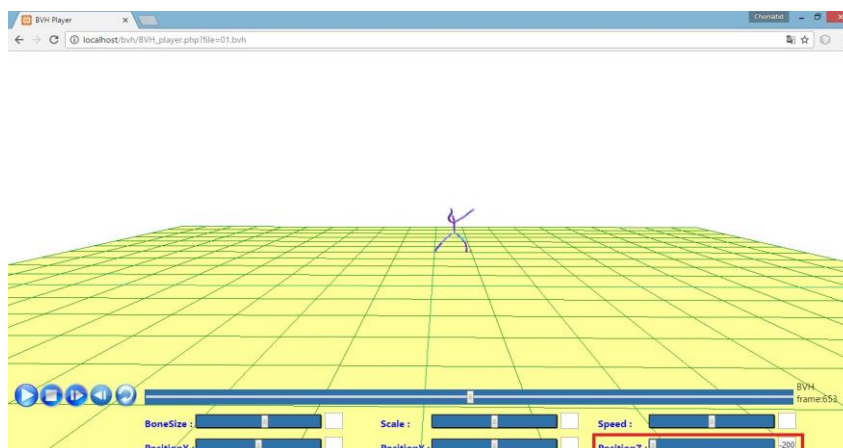 BVH Player
Chonlatid
localhost/bvh/BVH_player.php?file=01.bvh
BVH
frame:653
BoneSize :
Scale :
Speed :
-200